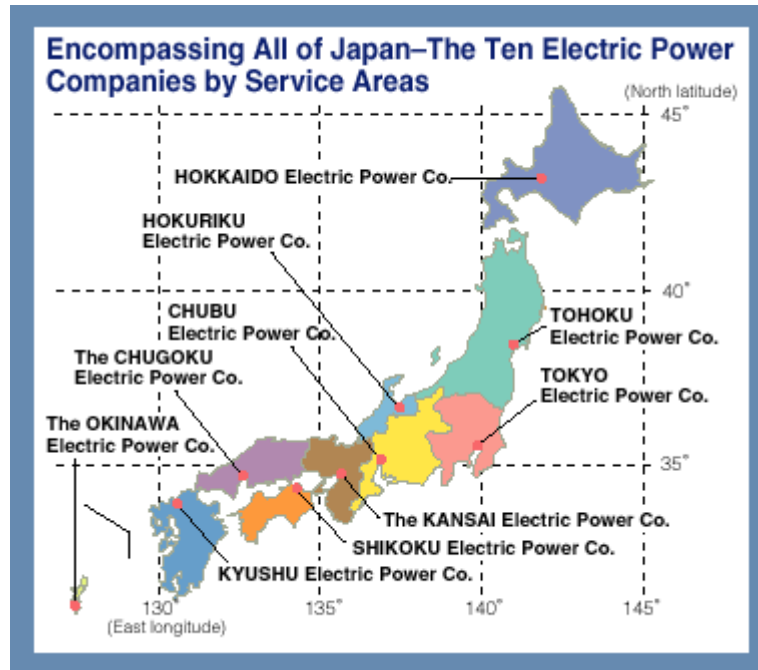 Encompassing All of Japan–The Ten Electric Power
Companies by Service Areas
(North latitude)
45°
HOKKAIDO Electric Power Co.
HOKURIKU
Electric Power Co.
40°
CHUBU
Electric Power Co.
TOHOKU
Electric Power Co.
The CHUGOKU
Electric Power Co.
TOKYO
Electric Power Co.
The OKINAWA
Electric Power Co.
35°
The KANSAI Electric Power Co.
SHIKOKU Electric Power Co.
KYUSHU Electric Power Co.
130° 135° 140° 145°
(East longitude)